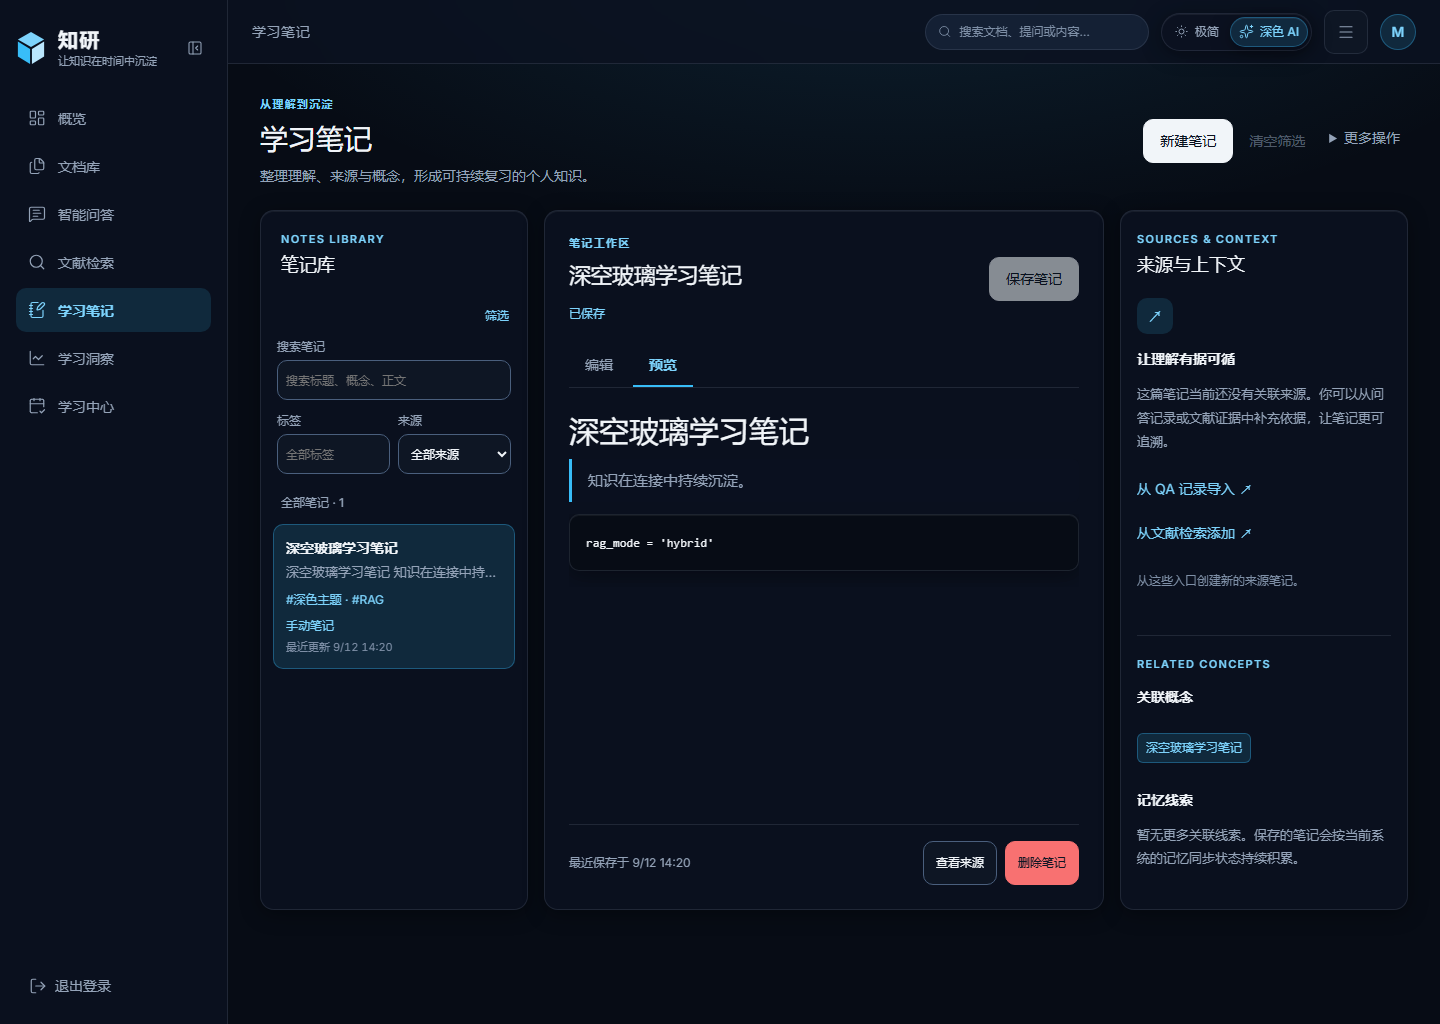 知研
让知识在时间中沉淀
概览
文档库
智能问答
文献检索
学习笔记
学习洞察
学习中心
退出登录
学习笔记
搜索文档、提问或内容...
极简
深色 AI
M
从理解到沉淀
学习笔记
整理理解、来源与概念，形成可持续复习的个人知识。
新建笔记
清空筛选
更多操作
NOTES LIBRARY
笔记库
筛选
搜索笔记
搜索标题、概念、正文
标签
来源
全部标签
全部来源
全部笔记 · 1
深空玻璃学习笔记
深空玻璃学习笔记 知识在连接中持...
#深色主题 · #RAG
手动笔记
最近更新 9/12 14:20
笔记工作区
深空玻璃学习笔记
保存笔记
已保存
编辑
预览
深空玻璃学习笔记
知识在连接中持续沉淀。
rag_mode = 'hybrid'
最近保存于 9/12 14:20
查看来源
删除笔记
SOURCES & CONTEXT
来源与上下文
让理解有据可循
这篇笔记当前还没有关联来源。你可以从问
答记录或文献证据中补充依据，让笔记更可
追溯。
从 QA 记录导入 ↗
从文献检索添加 ↗
从这些入口创建新的来源笔记。
RELATED CONCEPTS
关联概念
深空玻璃学习笔记
记忆线索
暂无更多关联线索。保存的笔记会按当前系
统的记忆同步状态持续积累。